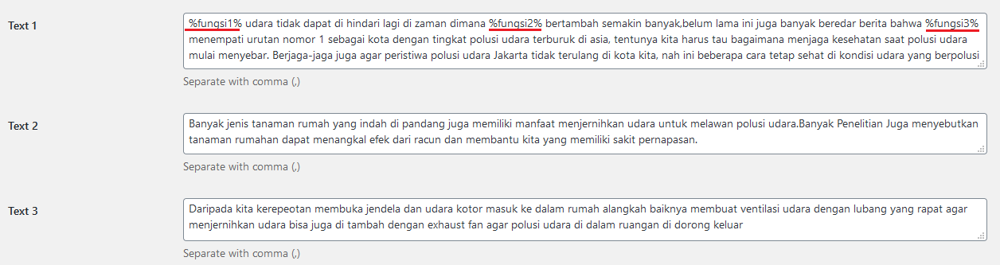 Text 1
%fungsi1% udara tidak dapat di hindari lagi di zaman dimana %fungsi2% bertambah semakin banyak,belum lama ini juga banyak beredar berita bahwa %fungsi3%
menempati urutan nomor 1 sebagai kota dengan tingkat polusi udara terburuk di asia, tentunya kita harus tau bagaimana menjaga kesehatan saat polusi udara
mulai menyebar. Berjaga-jaga juga agar peristiwa polusi udara Jakarta tidak terulang di kota kita, nah ini beberapa cara tetap sehat di kondisi udara yang berpolusi
Separate with comma (,)
Text 2
Banyak jenis tanaman rumah yang indah di pandang juga memiliki manfaat menjernihkan udara untuk melawan polusi udara.Banyak Penelitian Juga menyebutkan
tanaman rumahan dapat menangkal efek dari racun dan membantu kita yang memiliki sakit pernapasan.
Separate with comma (,)
Text 3
Daripada kita kerepeotan membuka jendela dan udara kotor masuk ke dalam rumah alangkah baiknya membuat ventilasi udara dengan lubang yang rapat agar
menjernihkan udara bisa juga di tambah dengan exhaust fan agar polusi udara di dalam ruangan di dorong keluar
Separate with comma (,)